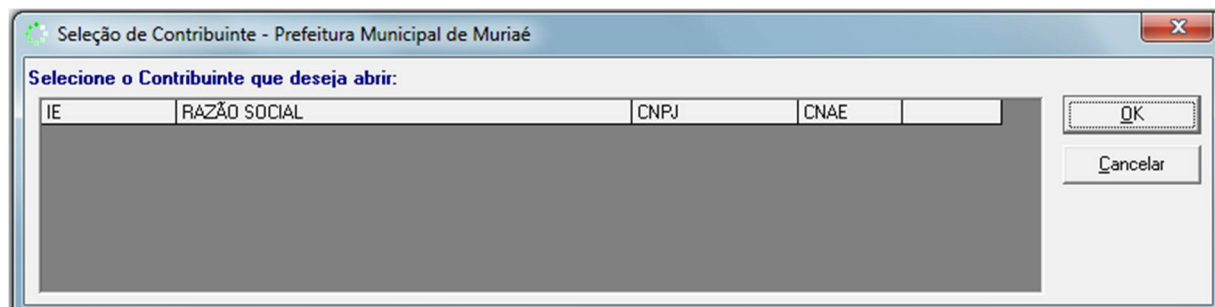 Seleção de Contribuinte - Prefeitura Municipal de Muriaé
x
Selecione o Contribuinte que deseja abrir:
IE RAZÃO SOCIAL CNPJ CNAE
OK
Cancelar